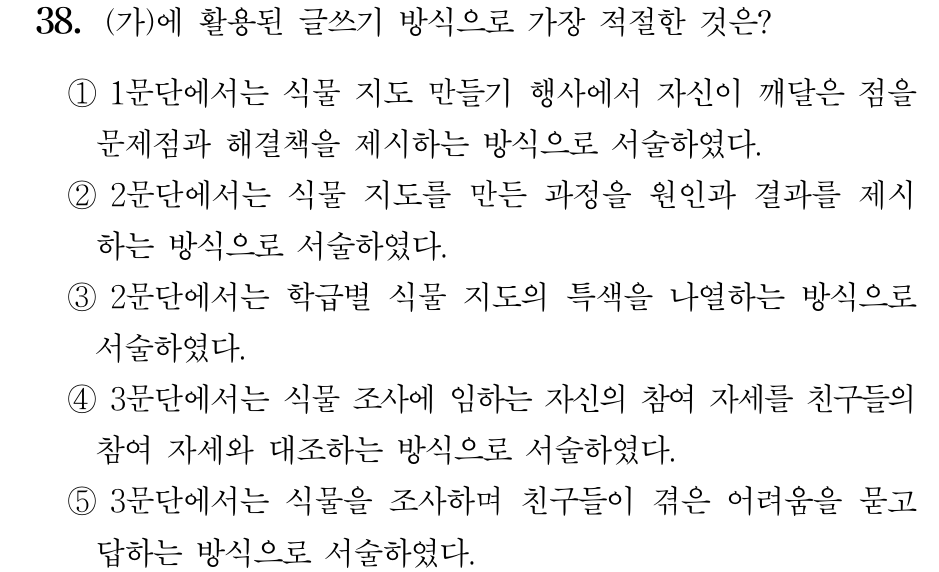 38. (가)에 활용된 글쓰기 방식으로 가장 적절한 것은?
① 1문단에서는 식물 지도 만들기 행사에서 자신이 깨달은 점을
문제점과 해결책을 제시하는 방식으로 서술하였다.
② 2문단에서는 식물 지도를 만든 과정을 원인과 결과를 제시
하는 방식으로 서술하였다.
③ 2문단에서는 학급별 식물 지도의 특색을 나열하는 방식으로
서술하였다.
④ 3문단에서는 식물 조사에 임하는 자신의 참여 자세를 친구들의
참여 자세와 대조하는 방식으로 서술하였다.
⑤ 3문단에서는 식물을 조사하며 친구들이 겪은 어려움을 묻고
답하는 방식으로 서술하였다.